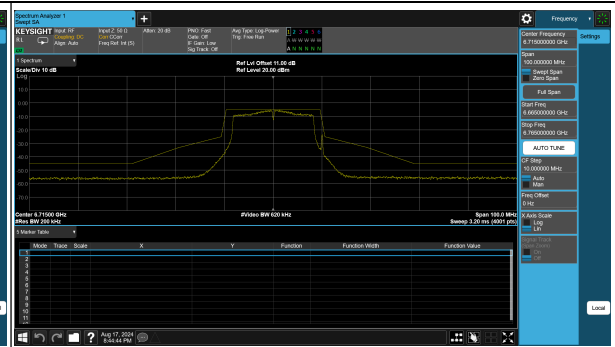 Spectrum Analyzer 1
Swept SA
+
Frequency
KEYSIGHT
Input: RF
Coupling: DC
Align: Auto
Input Z: 50 Ω
Corr CCorr
Freq Ref: Int (S)
Atten: 20 dB
PNO: Fast
Gate: Off
IF Gain: Low
Sig Track: Off
Avg Type: Log-Power
Trig: Free Run
1 2 3 4 5 6
A W W W W W
A N N N N N
Center Frequency
6.715000000 GHz
Settings
Span
100.000000 MHz
Swept Span
Zero Span
Full Span
Start Freq
6.665000000 GHz
Stop Freq
6.765000000 GHz
AUTO TUNE
CF Step
10.000000 MHz
Auto
Man
Freq Offset
0 Hz
X Axis Scale
Log
Lin
Signal Track
On
Off
Local
1 Spectrum
Scale/Div 10 dB
Log
Ref Lvl Offset 11.00 dB
Ref Level 20.00 dBm
10.0
0.00
-10.0
-20.0
-30.0
-40.0
-50.0
-60.0
-70.0
Center 6.71500 GHz
#Res BW 200 kHz
#Video BW 620 kHz
Span 100.0 MHz
Sweep 3.20 ms (4001 pts)
5 Marker Table
Mode Trace Scale X Y Function Function Width Function Value
1
2
3
4
5
6
7
8
9
10
11
?
Aug 17, 2024
8:44:44 PM